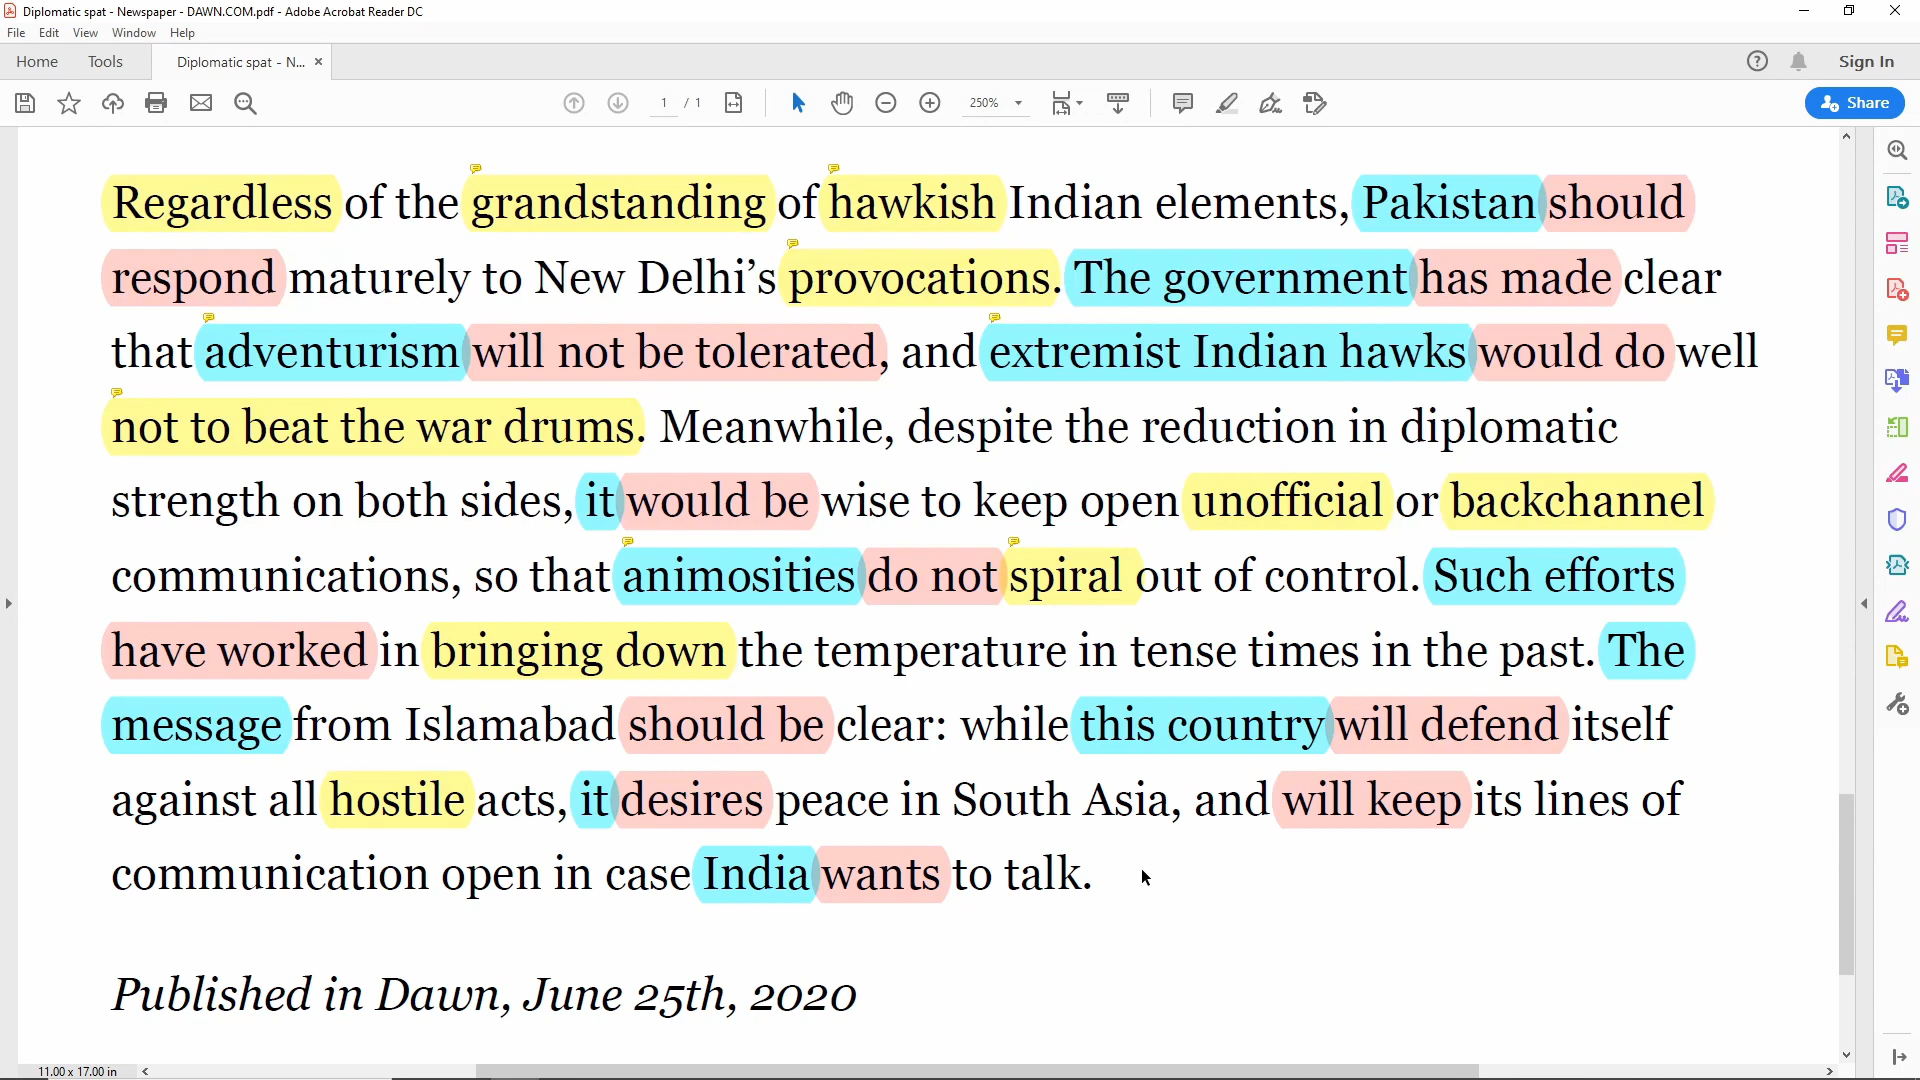 Diplomatic spat - Newspaper - DAWN.COM.pdf - Adobe Acrobat Reader DC
File Edit View Window Help
Home Tools Diplomatic spat - N... × Sign In
1 / 1 250% Share
Regardless of the grandstanding of hawkish Indian elements, Pakistan should
respond maturely to New Delhi’s provocations. The government has made clear
that adventurism will not be tolerated, and extremist Indian hawks would do well
not to beat the war drums. Meanwhile, despite the reduction in diplomatic
strength on both sides, it would be wise to keep open unofficial or backchannel
communications, so that animosities do not spiral out of control. Such efforts
have worked in bringing down the temperature in tense times in the past. The
message from Islamabad should be clear: while this country will defend itself
against all hostile acts, it desires peace in South Asia, and will keep its lines of
communication open in case India wants to talk.
Published in Dawn, June 25th, 2020
11.00 x 17.00 in